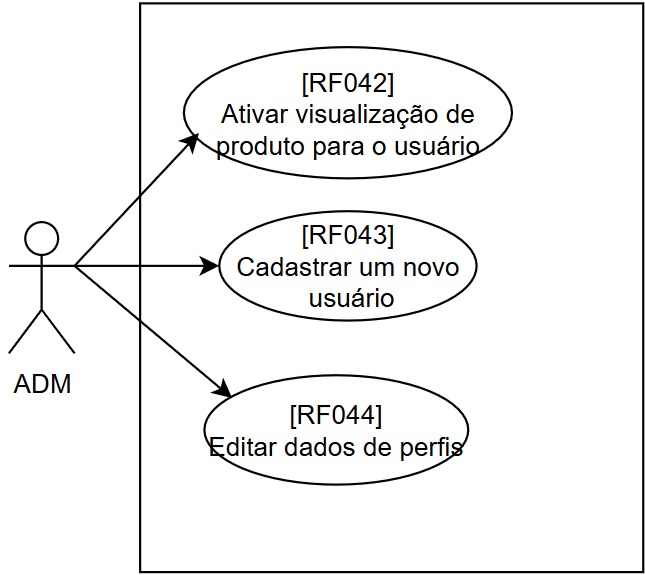 [RF042]
Ativar visualização de
produto para o usuário
[RF043]
Cadastrar um novo
usuário
ADM
[RF044]
Editar dados de perfis